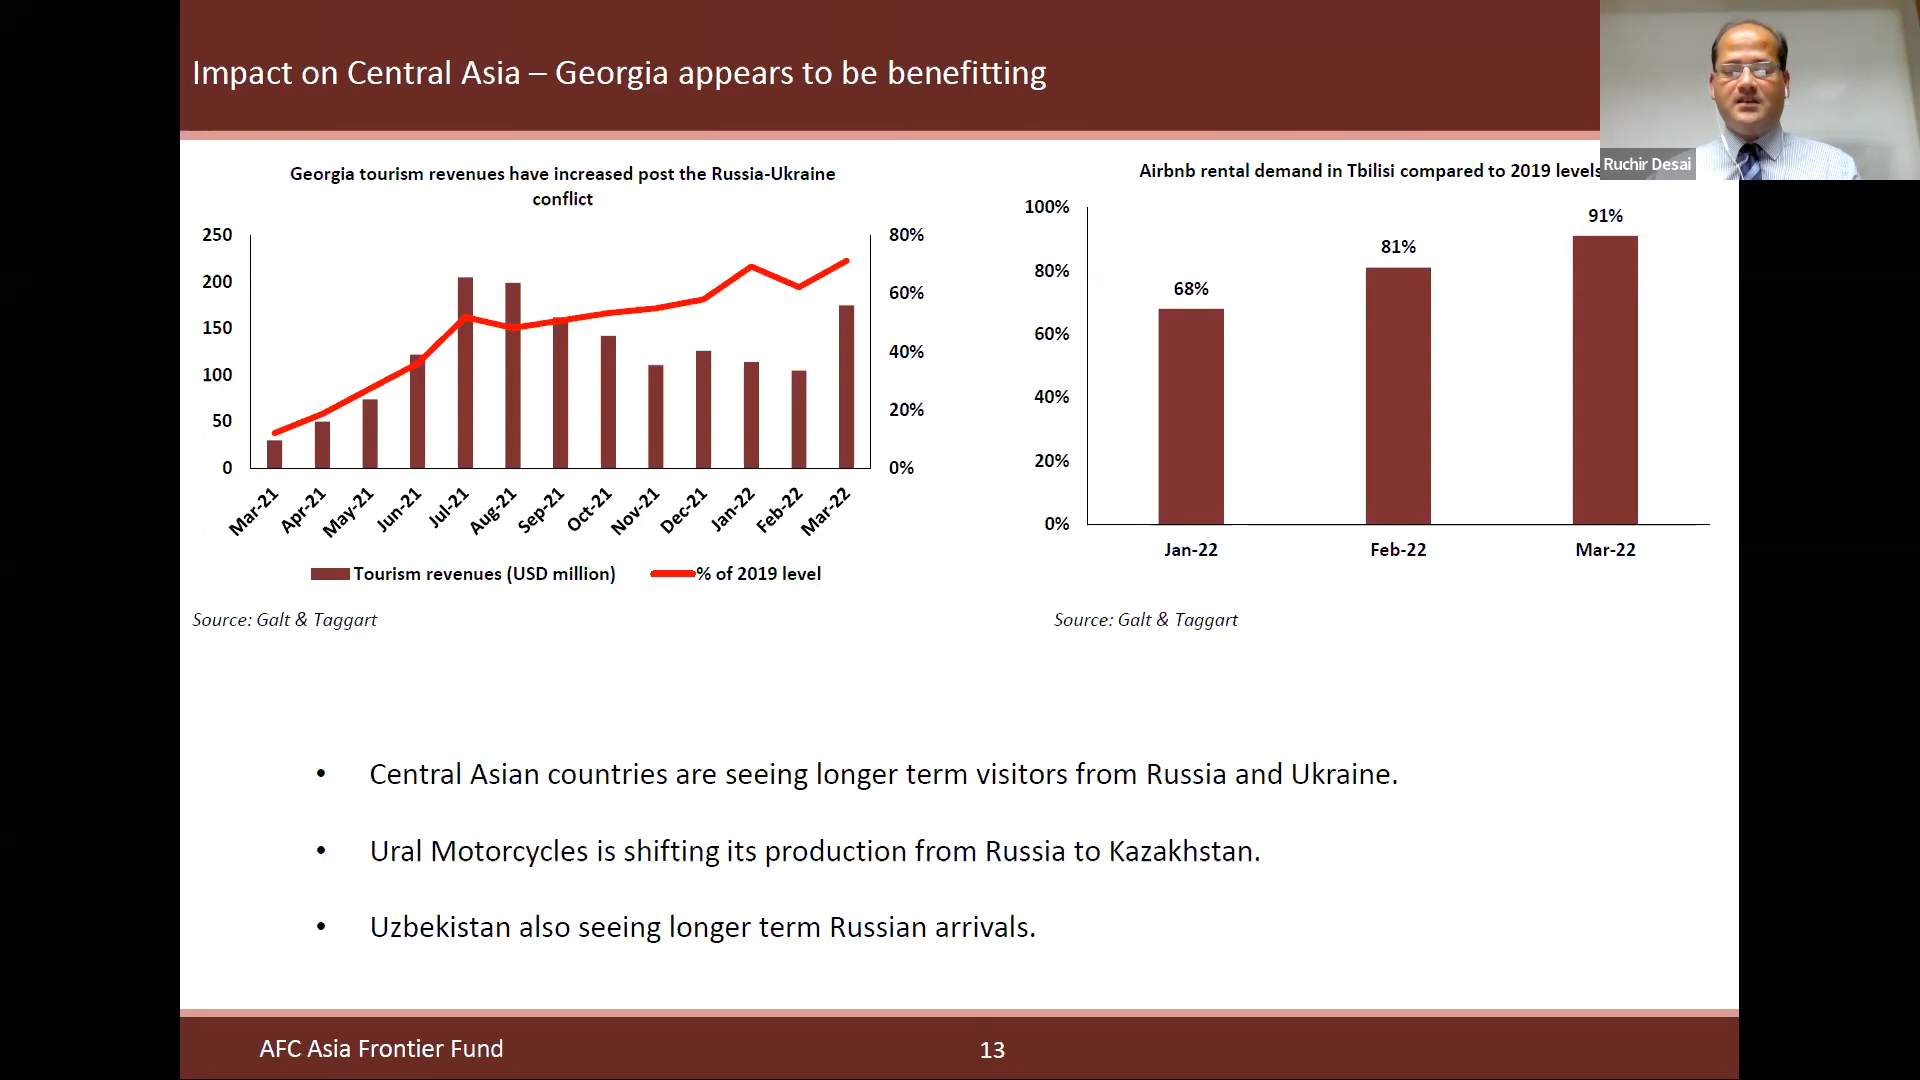 Impact on Central Asia – Georgia appears to be benefitting
Ruchir Desai
Georgia tourism revenues have increased post the Russia-Ukraine
conflict
250
200
150
100
50
0
80%
60%
40%
20%
0%
Mar-21
Apr-21
May-21
Jun-21
Jul-21
Aug-21
Sep-21
Oct-21
Nov-21
Dec-21
Jan-22
Feb-22
Mar-22
Tourism revenues (USD million)
% of 2019 level
Source: Galt & Taggart
Airbnb rental demand in Tbilisi compared to 2019 levels
100%
80%
60%
40%
20%
0%
68%
81%
91%
Jan-22
Feb-22
Mar-22
Source: Galt & Taggart
• Central Asian countries are seeing longer term visitors from Russia and Ukraine.
• Ural Motorcycles is shifting its production from Russia to Kazakhstan.
• Uzbekistan also seeing longer term Russian arrivals.
AFC Asia Frontier Fund
13